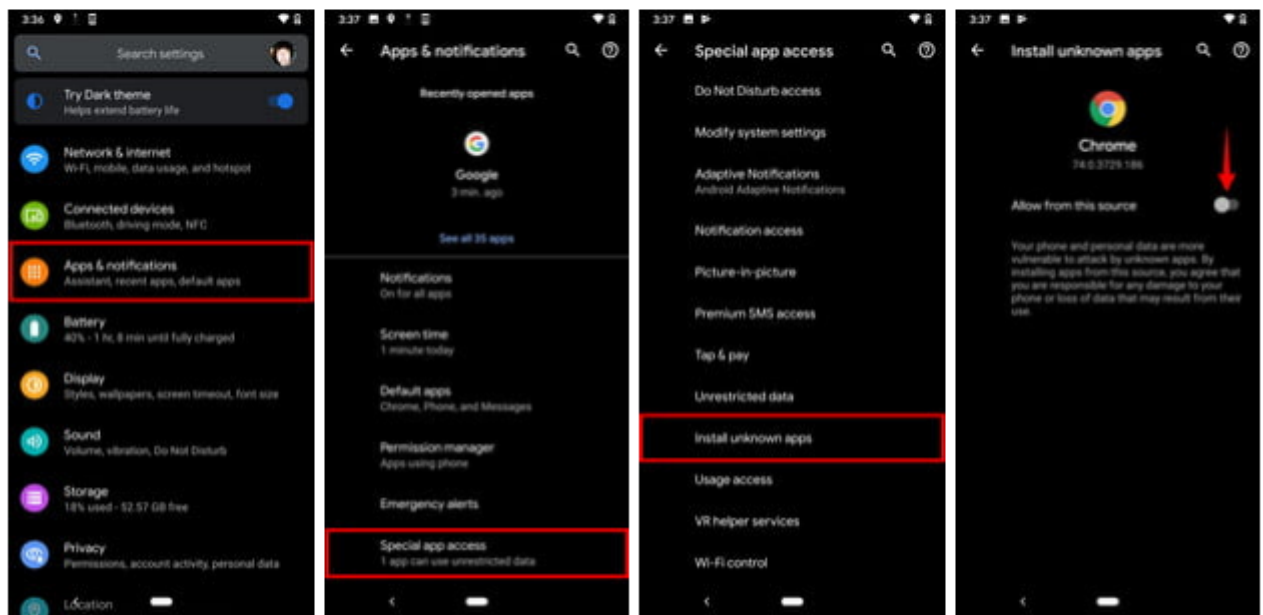 3:36
Search settings
Try Dark theme
Helps extend battery life
Network & internet
Wi-Fi, mobile, data usage, and hotspot
Connected devices
Bluetooth, driving mode, NFC
Apps & notifications
Assistant, recent apps, default apps
Battery
40% - 1 hr, 8 min until fully charged
Display
Styles, wallpapers, screen timeout, font size
Sound
Volume, vibration, Do Not Disturb
Storage
18% used - 52.57 GB free
Privacy
Permissions, account activity, personal data
Location
3:37
Apps & notifications
Recently opened apps
Google
3 min. ago
See all 35 apps
Notifications
On for all apps
Screen time
1 minute today
Default apps
Chrome, Phone, and Messages
Permission manager
Apps using phone
Emergency alerts
Special app access
1 app can use unrestricted data
3:37
Special app access
Do Not Disturb access
Modify system settings
Adaptive Notifications
Android Adaptive Notifications
Notification access
Picture-in-picture
Premium SMS access
Tap & pay
Unrestricted data
Install unknown apps
Usage access
VR helper services
Wi-Fi control
3:37
Install unknown apps
Chrome
74.0.3729.186
Allow from this source
Your phone and personal data are more
vulnerable to attack by unknown apps. By
installing apps from this source, you agree that
you are responsible for any damage to your
phone or loss of data that may result from their
use.